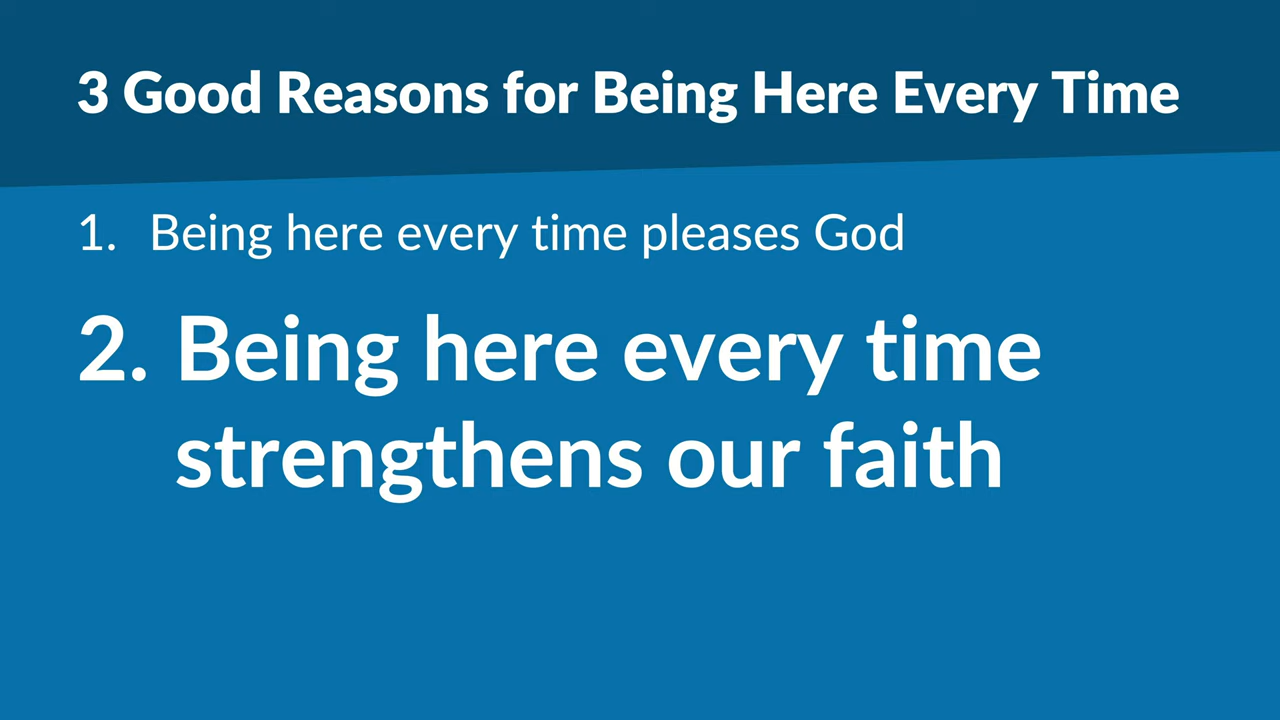 3 Good Reasons for Being Here Every Time
1. Being here every time pleases God
2. Being here every time
strengthens our faith